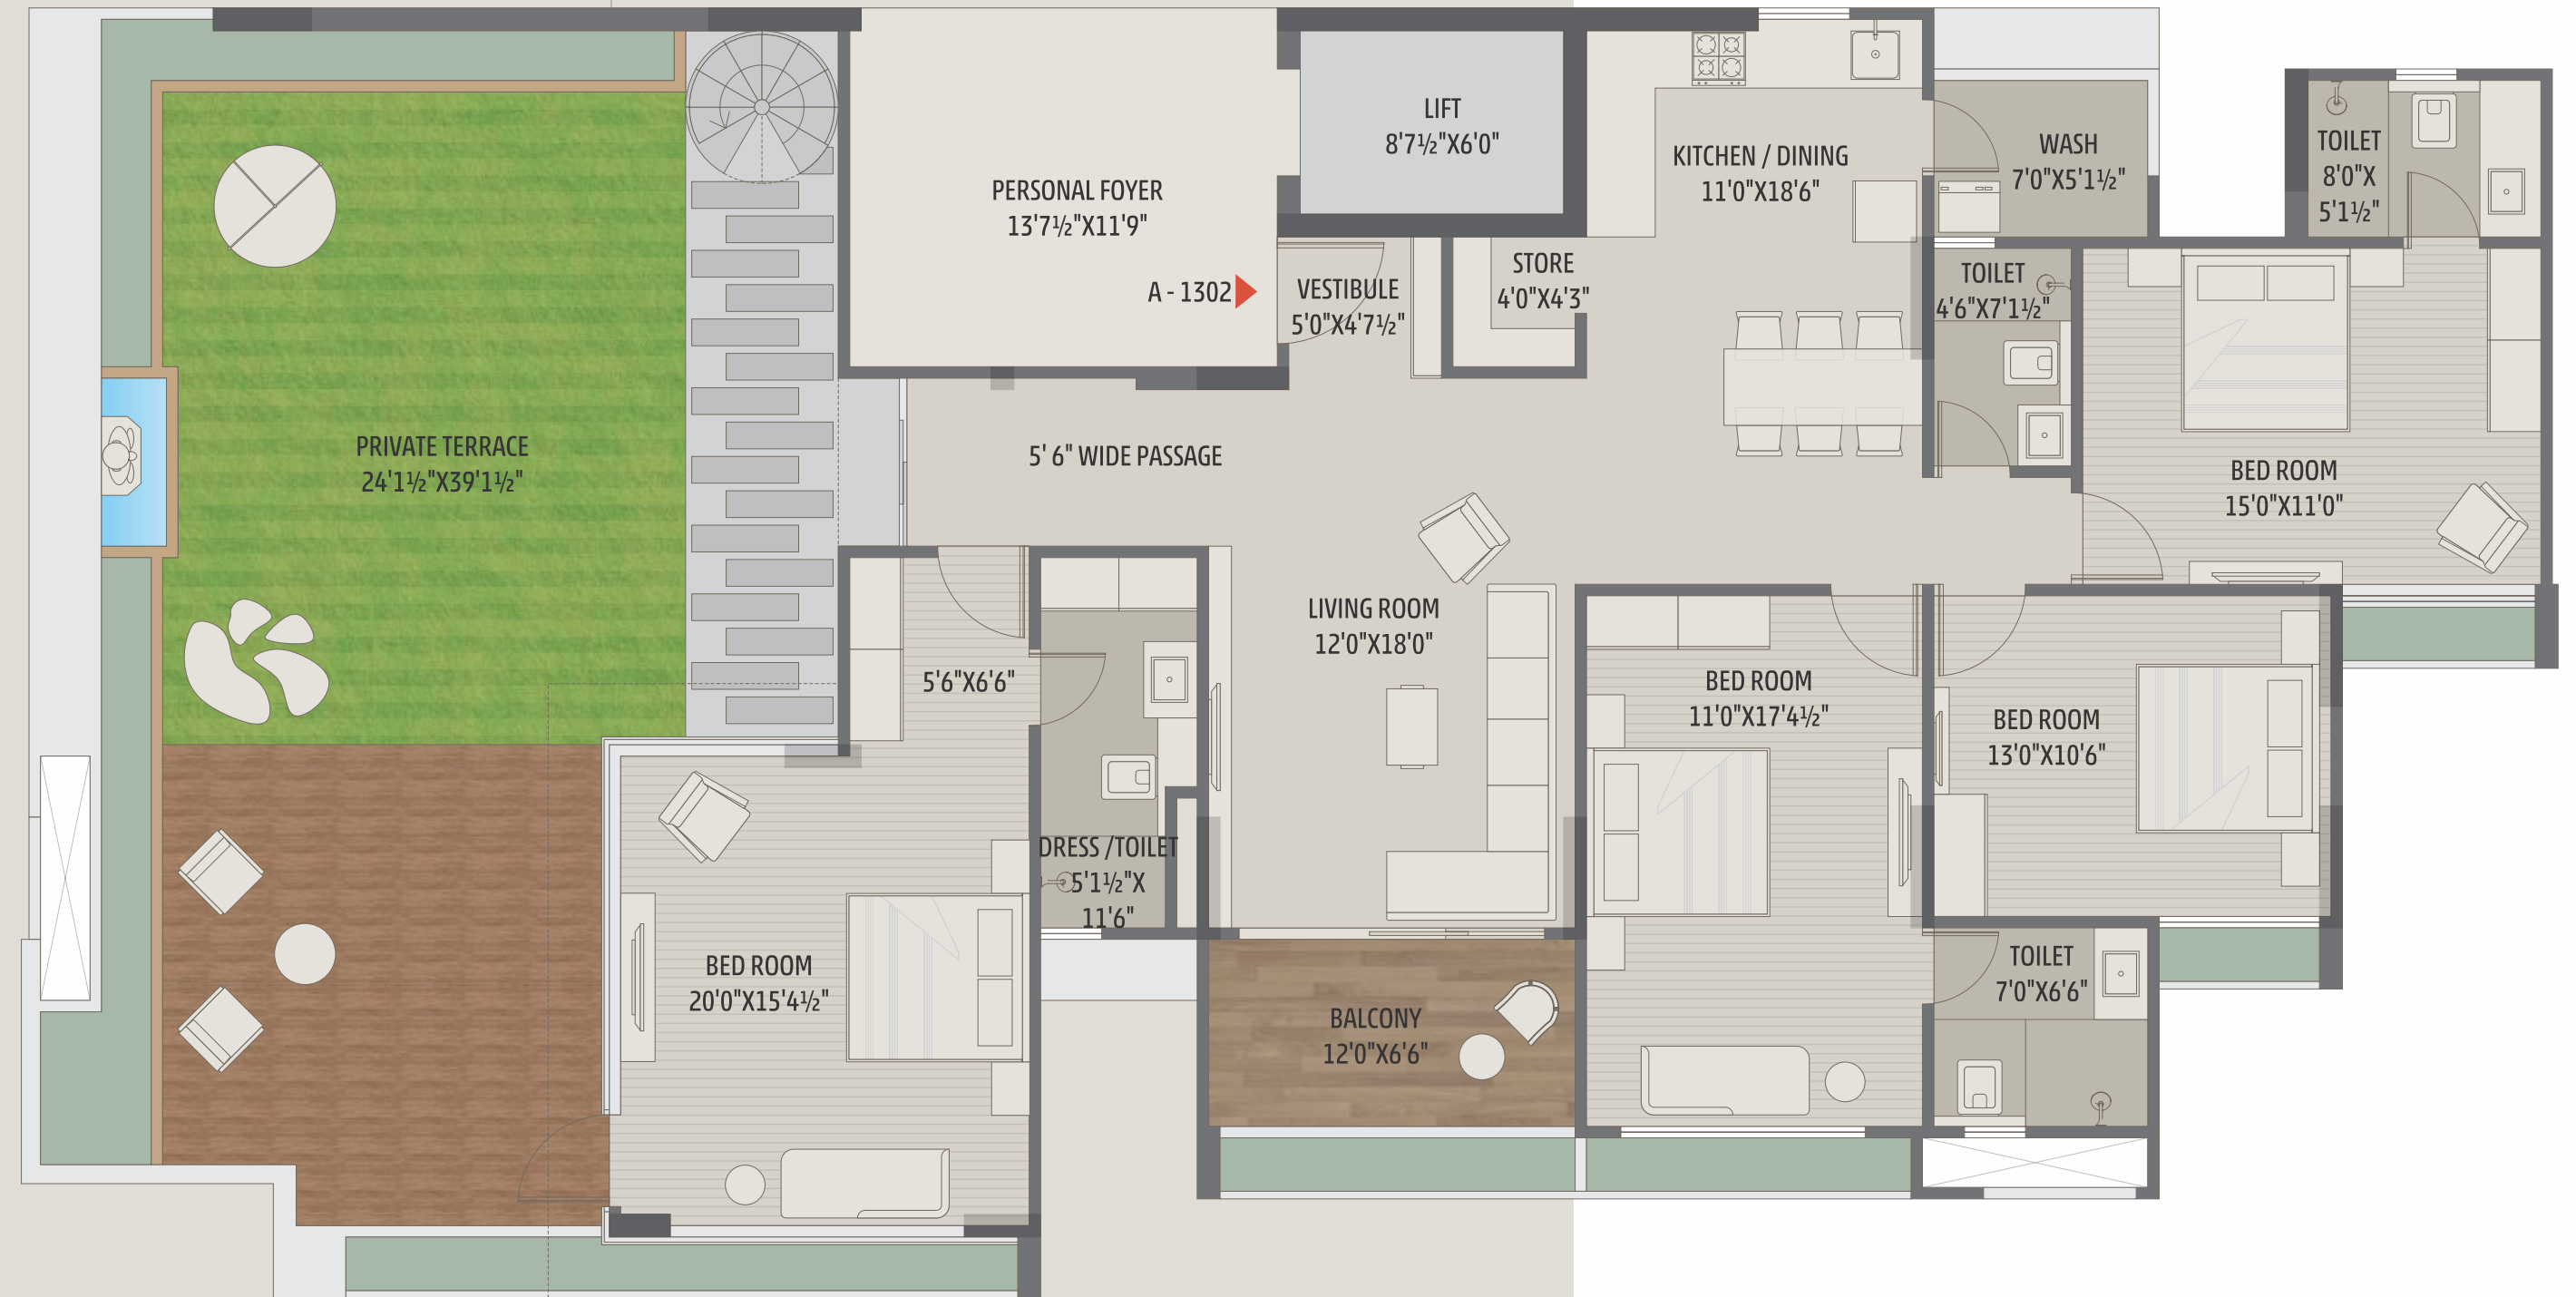 LIFT
8'7½"X6'0"
KITCHEN / DINING
11'0"X18'6"
WASH
7'0"X5'1½"
TOILET
8'0"X
5'1½"
PERSONAL FOYER
13'7½"X11'9"
A - 1302
VESTIBULE
5'0"X4'7½"
STORE
4'0"X4'3"
TOILET
4'6"X7'1½"
PRIVATE TERRACE
24'1½"X39'1½"
5' 6" WIDE PASSAGE
BED ROOM
15'0"X11'0"
LIVING ROOM
12'0"X18'0"
5'6"X6'6"
BED ROOM
11'0"X17'4½"
BED ROOM
13'0"X10'6"
DRESS /TOILET
5'1½"X
11'6"
BED ROOM
20'0"X15'4½"
BALCONY
12'0"X6'6"
TOILET
7'0"X6'6"